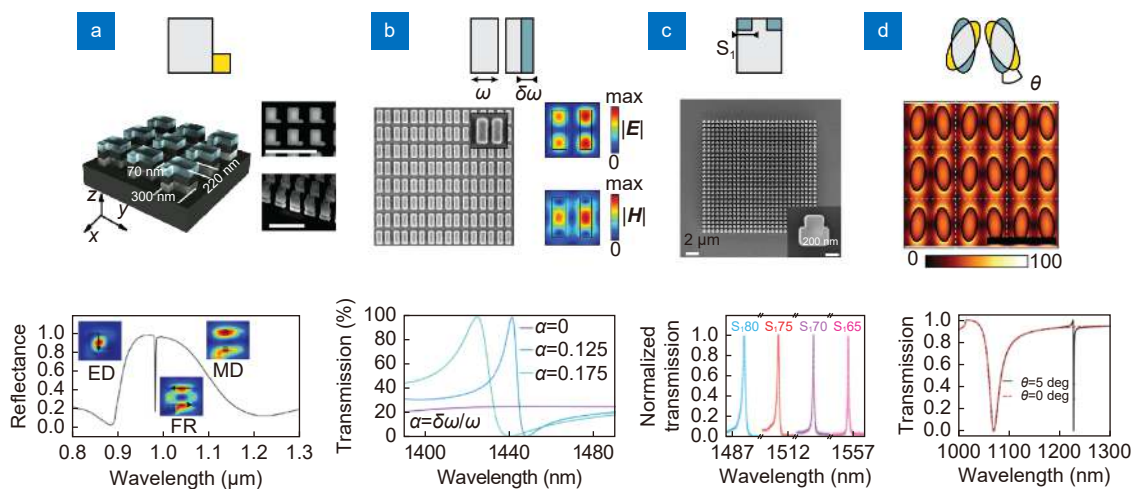 a
b
c
d
ω
δω
S₁
θ
70 nm
220 nm
300 nm
z
y
x
max
|E|
0
max
|H|
0
2 μm
200 nm
0
100
Reflectance
1.0
0.8
0.6
0.4
0.2
ED
FR
MD
0.8
0.9
1.0
1.1
1.2
1.3
Wavelength (μm)
Transmission (%)
100
80
60
40
20
0
α=0
α=0.125
α=0.175
α=δω/ω
1400
1440
1480
Wavelength (nm)
Normalized
transmission
1.0
0.8
0.6
0.4
0.2
0.0
S₁80
S₁75
S₁70
S₁65
1487
1512
1557
Wavelength (nm)
Transmission
1.0
0.8
0.6
0.4
0.2
0.0
θ=5 deg
θ=0 deg
1000
1100
1200
1300
Wavelength (nm)